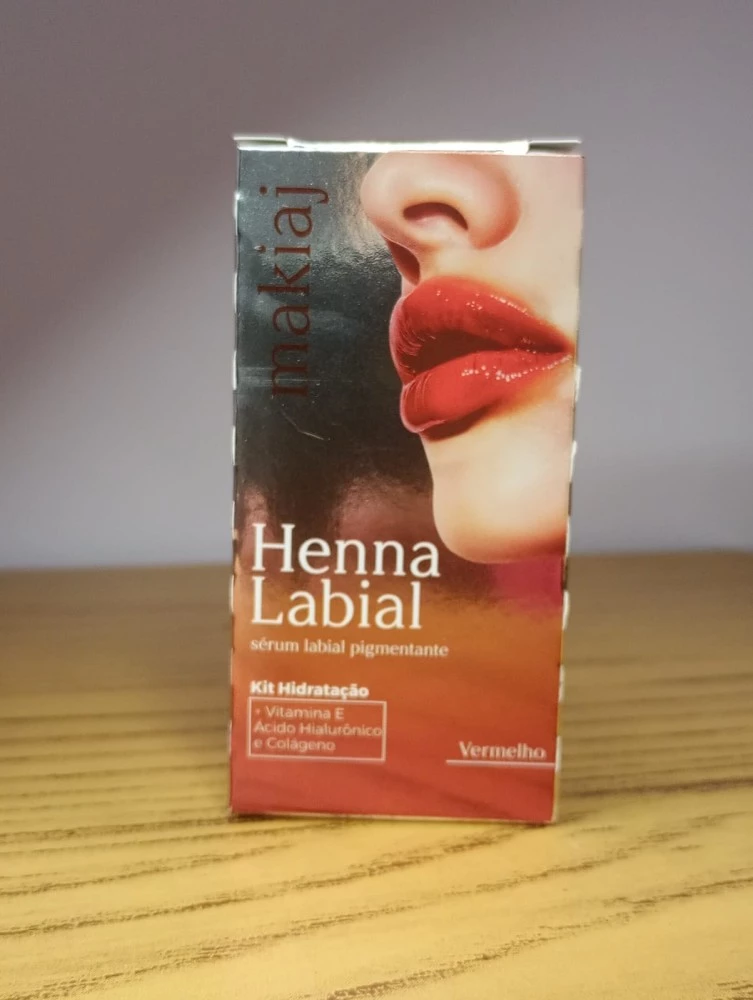 makiaj
Henna
Labial
sérum labial pigmentante
Kit Hidratação
+ Vitamina E
Ácido Hialurônico
e Colágeno
Vermelho